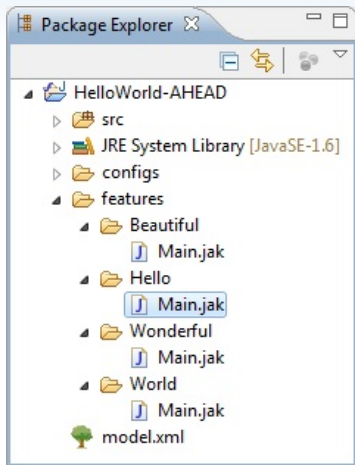 Package Explorer
HelloWorld-AHEAD
src
JRE System Library [JavaSE-1.6]
configs
features
Beautiful
Main.jak
Hello
Main.jak
Wonderful
Main.jak
World
Main.jak
model.xml